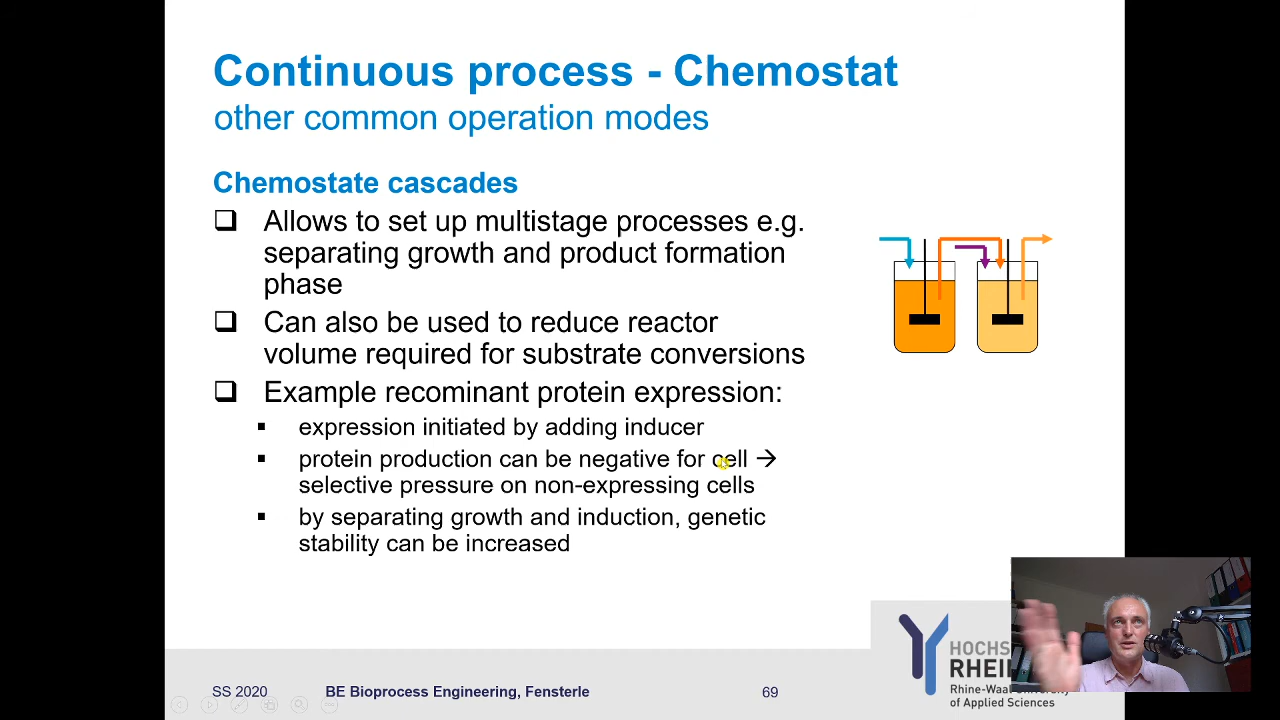 Continuous process - Chemostat
other common operation modes
Chemostate cascades
Allows to set up multistage processes e.g.
separating growth and product formation
phase
Can also be used to reduce reactor
volume required for substrate conversions
Example recominant protein expression:
expression initiated by adding inducer
protein production can be negative for cell →
selective pressure on non-expressing cells
by separating growth and induction, genetic
stability can be increased
SS 2020
BE Bioprocess Engineering, Fensterle
69
Rhine-Waal
of Applied Sciences